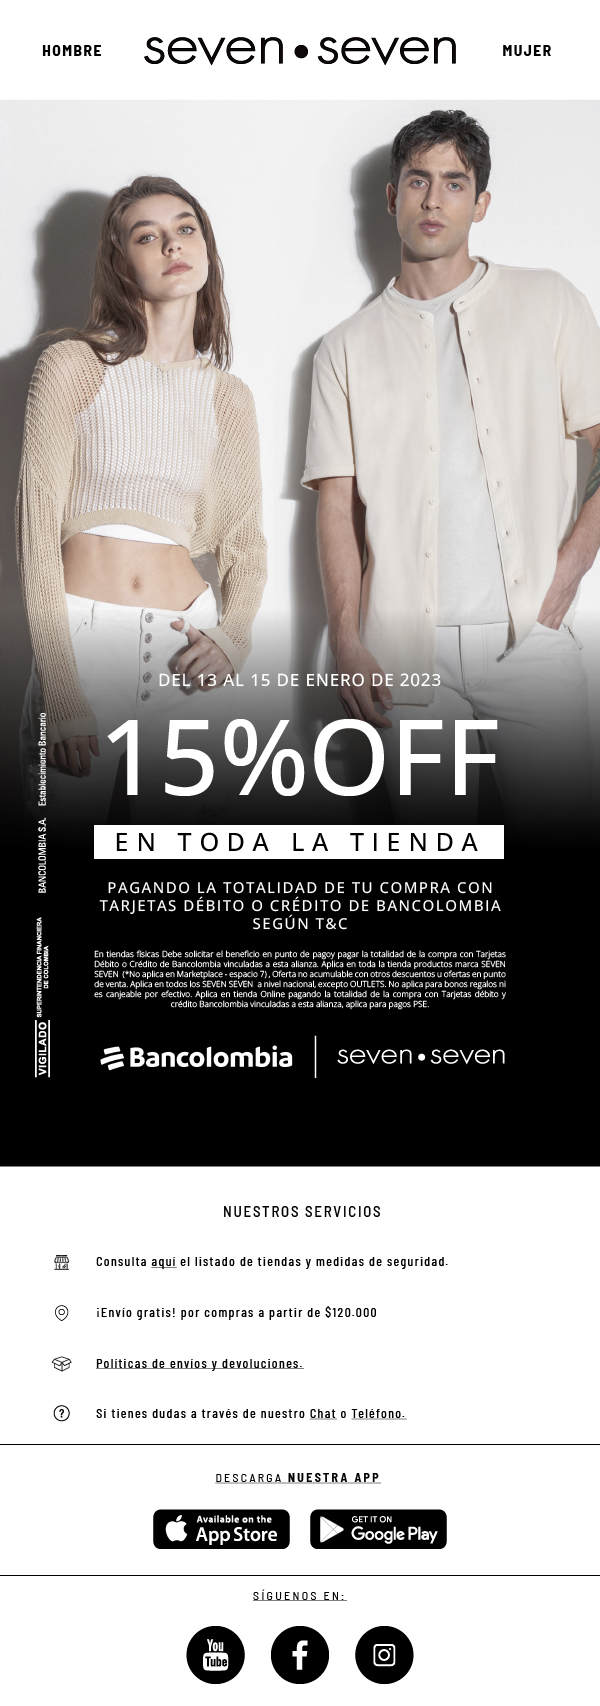 HOMBRE
seven•seven
MUJER
DEL 13 AL 15 DE ENERO DE 2023
15%OFF
EN TODA LA TIENDA
PAGANDO LA TOTALIDAD DE TU COMPRA CON
TARJETAS DÉBITO O CRÉDITO DE BANCOLOMBIA
SEGÚN T&C
En tiendas físicas Debe solicitar el beneficio en punto de pagoy pagar la totalidad de la compra con Tarjetas
Débito o Crédito de Bancolombia vinculadas a esta alianza. Aplica en toda la tienda productos marca SEVEN
SEVEN (*No aplica en Marketplace - espacio 7) , Oferta no acumulable con otros descuentos u ofertas en punto
de venta. Aplica en todos los SEVEN SEVEN a nivel nacional, excepto OUTLETS. No aplica para bonos regalos ni
es canjeable por efectivo. Aplica en tienda Online pagando la totalidad de la compra con Tarjetas débito y
crédito Bancolombia vinculadas a esta alianza, aplica para pagos PSE.
VIGILADO SUPERINTENDENCIA FINANCIERA
DE COLOMBIA
BANCOLOMBIA S.A. Establecimiento Bancario
Bancolombia
seven•seven
NUESTROS SERVICIOS
Consulta aquí el listado de tiendas y medidas de seguridad.
¡Envío gratis! por compras a partir de $120.000
Políticas de envíos y devoluciones.
Si tienes dudas a través de nuestro Chat o Teléfono.
DESCARGA NUESTRA APP
Available on the
App Store
GET IT ON
Google Play
SÍGUENOS EN:
You
Tube